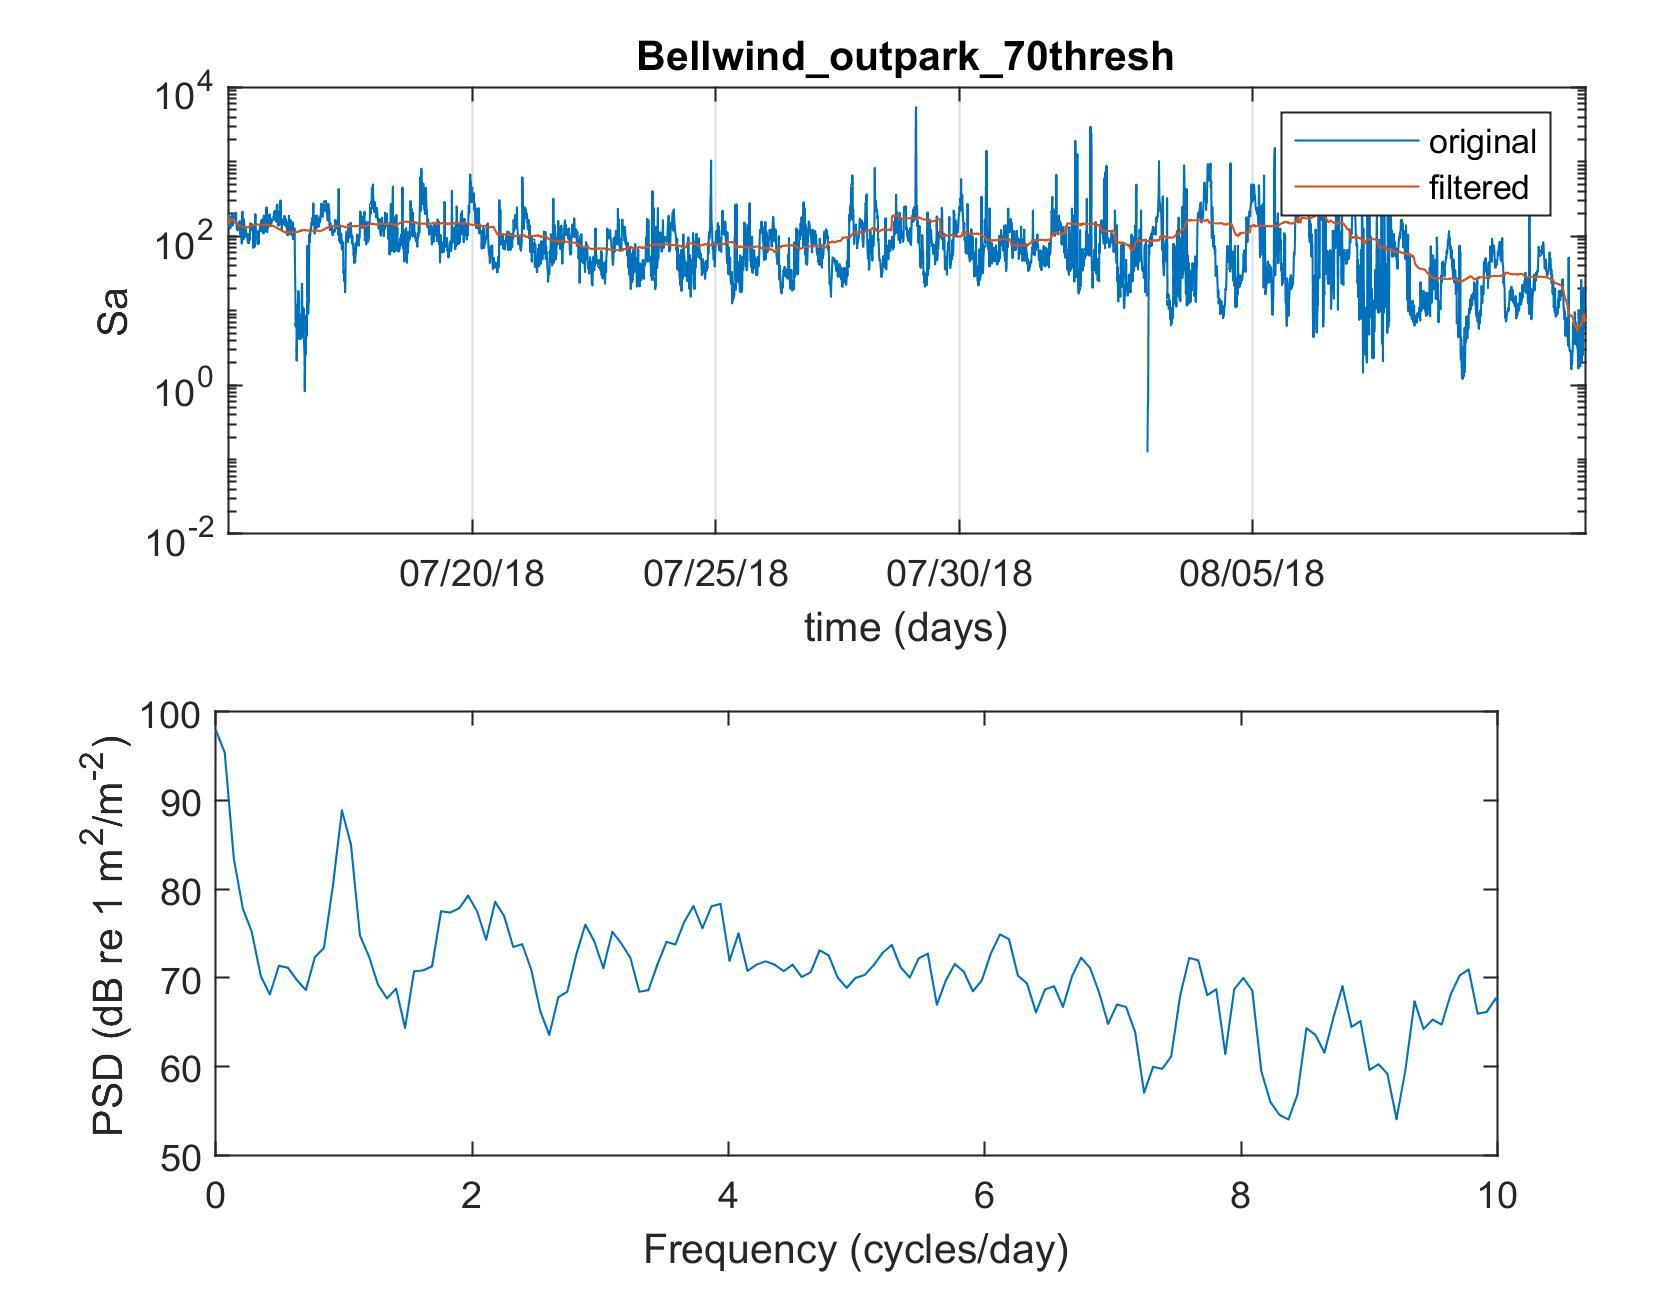 Bellwind_outpark_70thresh
10^4
10^2
10^0
10^-2
Sa
original
filtered
07/20/18 07/25/18 07/30/18 08/05/18
time (days)
100
90
80
70
60
50
PSD (dB re 1 m^2/m^-2)
0 2 4 6 8 10
Frequency (cycles/day)